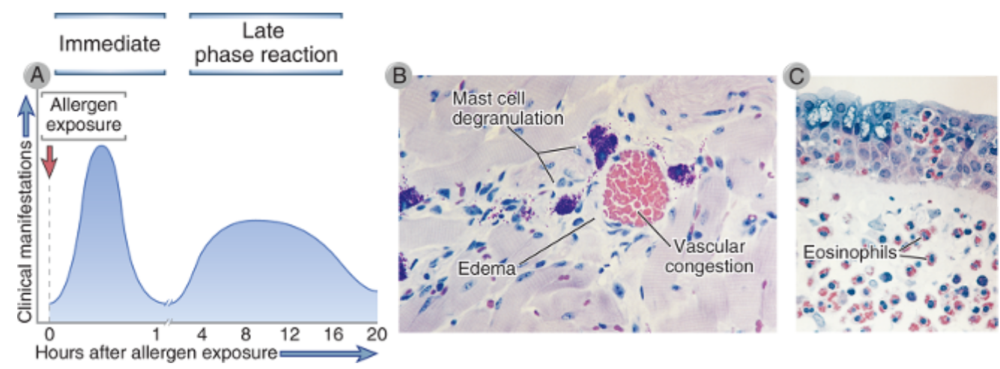 Immediate
Late
phase reaction
A
Allergen
exposure
Clinical manifestations
0
1
4
8
12
16
20
Hours after allergen exposure
B
Mast cell
degranulation
Edema
Vascular
congestion
C
Eosinophils